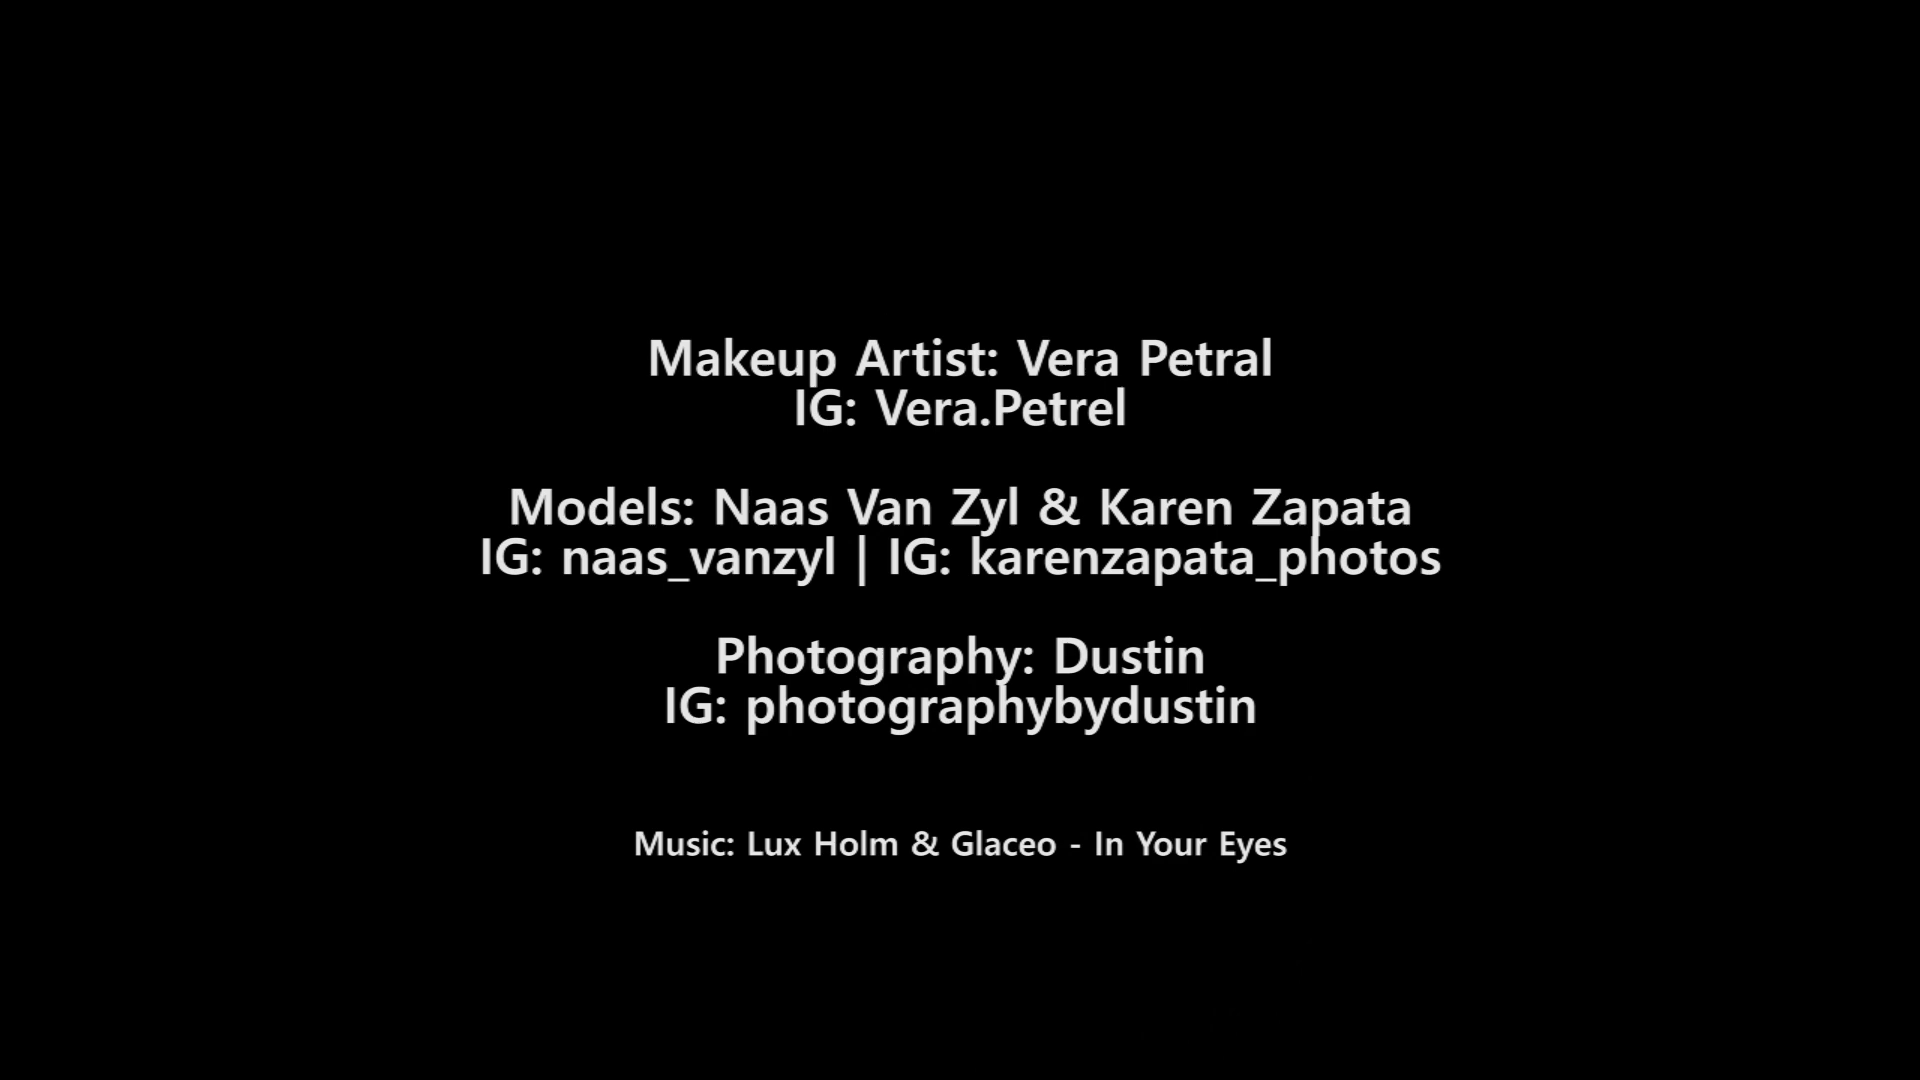 Makeup Artist: Vera Petral
IG: Vera.Petrel
Models: Naas Van Zyl & Karen Zapata
IG: naas_vanzyl | IG: karenzapata_photos
Photography: Dustin
IG: photographybydustin
Music: Lux Holm & Glaceo - In Your Eyes